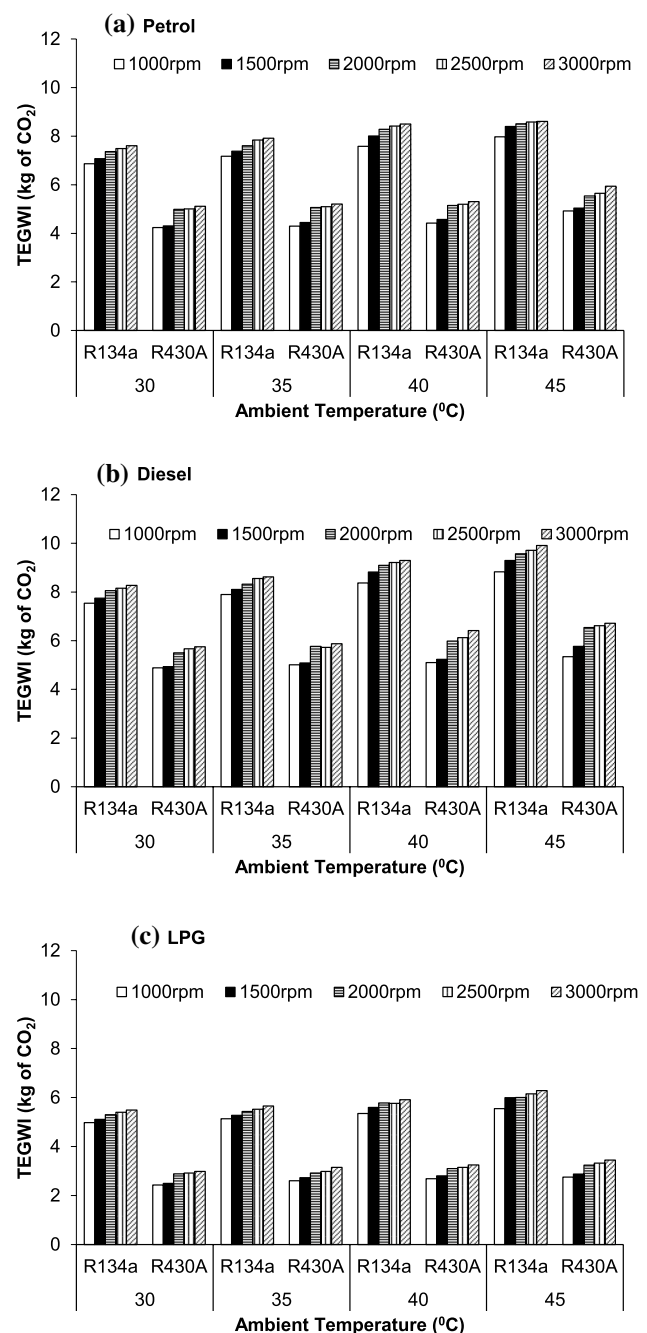 (a) Petrol
12
10
8
6
4
2
0
TEGWI (kg of CO2)
1000rpm 1500rpm 2000rpm 2500rpm 3000rpm
R134a R430A R134a R430A R134a R430A R134a R430A
30 35 40 45
Ambient Temperature (⁰C)
(b) Diesel
12
10
8
6
4
2
0
TEGWI (kg of CO2)
1000rpm 1500rpm 2000rpm 2500rpm 3000rpm
R134a R430A R134a R430A R134a R430A R134a R430A
30 35 40 45
Ambient Temperature (⁰C)
(c) LPG
12
10
8
6
4
2
0
TEGWI (kg of CO2)
1000rpm 1500rpm 2000rpm 2500rpm 3000rpm
R134a R430A R134a R430A R134a R430A R134a R430A
30 35 40 45
Ambient Temperature (⁰C)